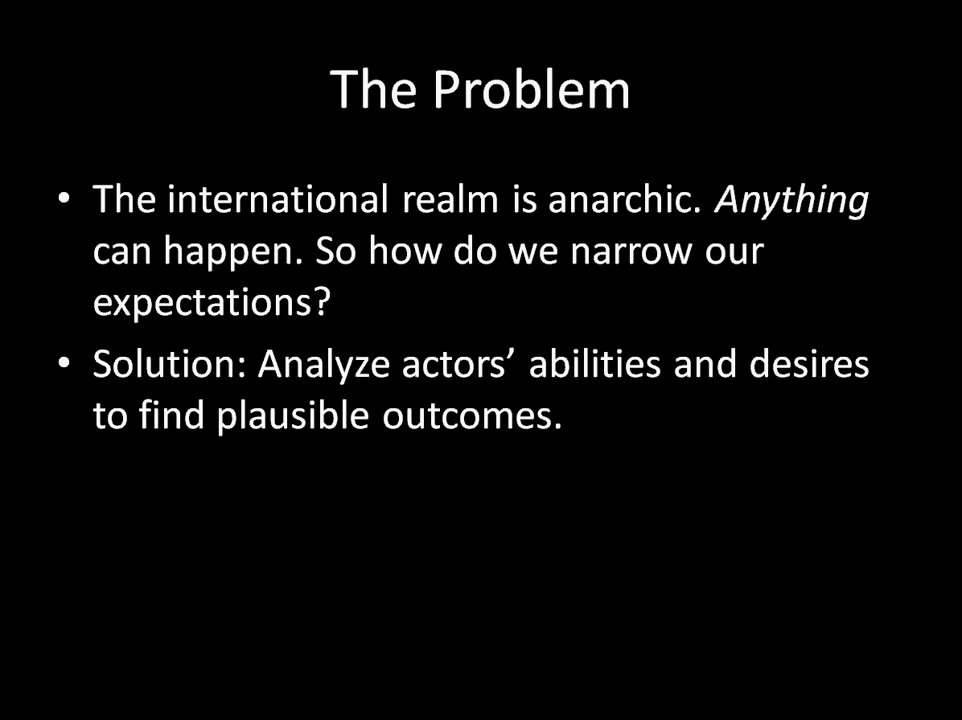 The Problem
• The international realm is anarchic. Anything
can happen. So how do we narrow our
expectations?
• Solution: Analyze actors’ abilities and desires
to find plausible outcomes.